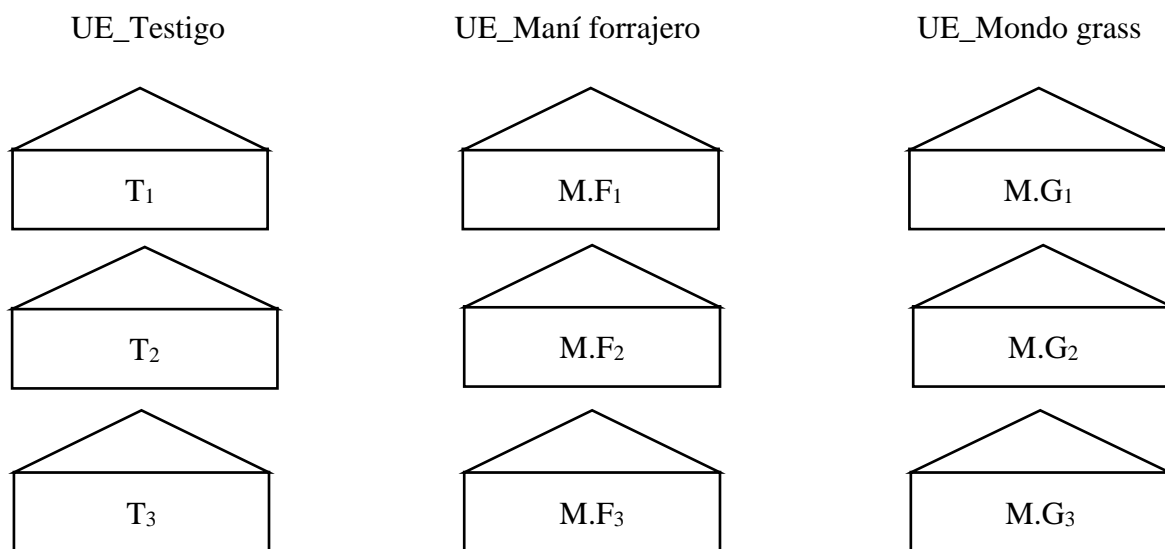 UE_Testigo UE_Maní forrajero UE_Mondo grass
T1 M.F1 M.G1
T2 M.F2 M.G2
T3 M.F3 M.G3